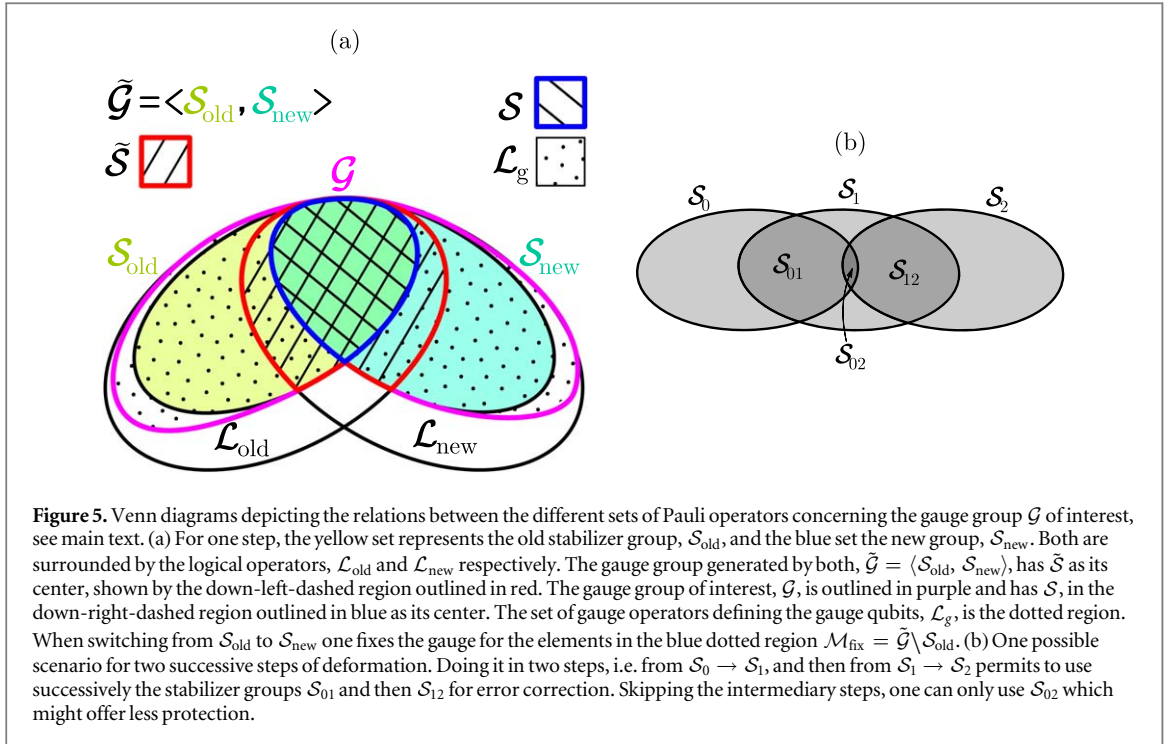 (a)
𝒢̃ = <𝒮old, 𝒮new>
𝒮̃
𝒮
ℒg
𝒢
𝒮old
𝒮new
ℒold
ℒnew
(b)
𝒮0
𝒮1
𝒮2
𝒮01
𝒮12
𝒮02
Figure 5. Venn diagrams depicting the relations between the different sets of Pauli operators concerning the gauge group 𝒢 of interest,
see main text. (a) For one step, the yellow set represents the old stabilizer group, 𝒮old, and the blue set the new group, 𝒮new. Both are
surrounded by the logical operators, ℒold and ℒnew respectively. The gauge group generated by both, 𝒢̃ = ⟨𝒮old, 𝒮new⟩, has 𝒮̃ as its
center, shown by the down-left-dashed region outlined in red. The gauge group of interest, 𝒢, is outlined in purple and has 𝒮, in the
down-right-dashed region outlined in blue as its center. The set of gauge operators defining the gauge qubits, ℒg, is the dotted region.
When switching from 𝒮old to 𝒮new one fixes the gauge for the elements in the blue dotted region ℳfix = 𝒢̃\𝒮old. (b) One possible
scenario for two successive steps of deformation. Doing it in two steps, i.e. from 𝒮0 → 𝒮1, and then from 𝒮1 → 𝒮2 permits to use
successively the stabilizer groups 𝒮01 and then 𝒮12 for error correction. Skipping the intermediary steps, one can only use 𝒮02 which
might offer less protection.